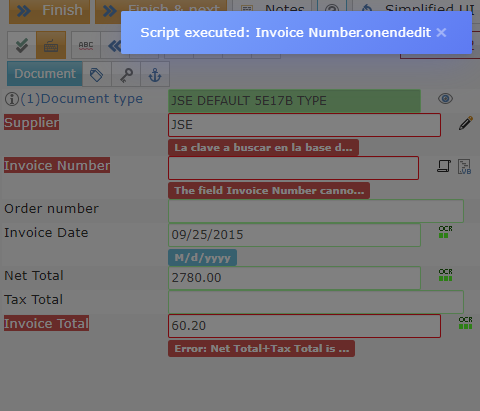 Finish
Finish & next
Notes
Simplified UI
Script executed: Invoice Number.onendedit ×
ABC
Document
(1)Document type
JSE DEFAULT 5E17B TYPE
Supplier
JSE
La clave a buscar en la base d...
Invoice Number
VB
The field Invoice Number canno...
Order number
Invoice Date
09/25/2015
OCR
M/d/yyyy
Net Total
2780.00
OCR
Tax Total
Invoice Total
60.20
OCR
Error: Net Total+Tax Total is ...